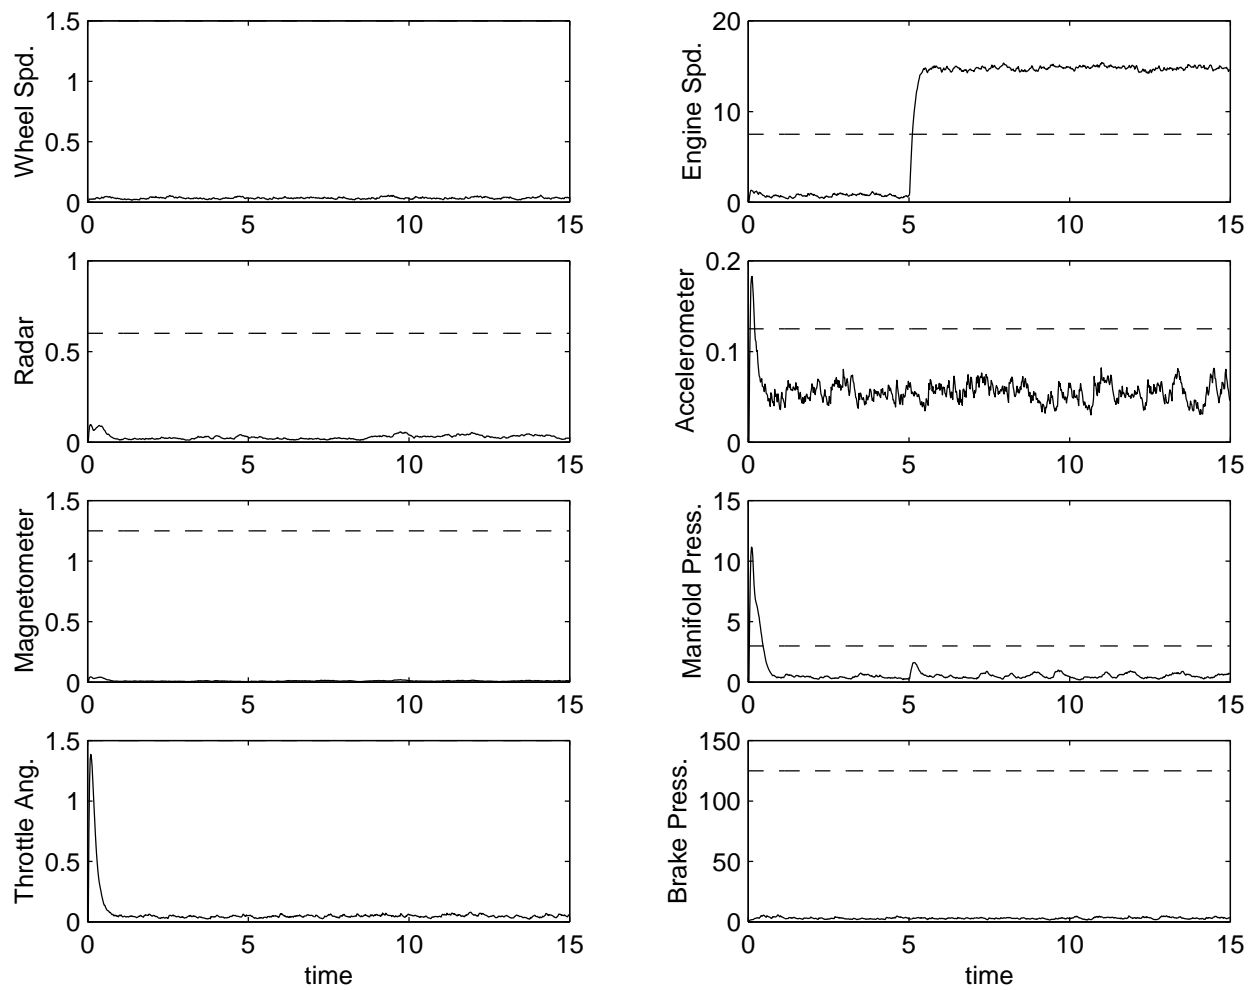 Wheel Spd.
1.5
1
0.5
0
0 5 10 15
Engine Spd.
20
10
0
0 5 10 15
Radar
1
0.5
0
0 5 10 15
Accelerometer
0.2
0.1
0
0 5 10 15
Magnetometer
1.5
1
0.5
0
0 5 10 15
Manifold Press.
15
10
5
0
0 5 10 15
Throttle Ang.
1.5
1
0.5
0
0 5 10 15
time
Brake Press.
150
100
50
0
0 5 10 15
time